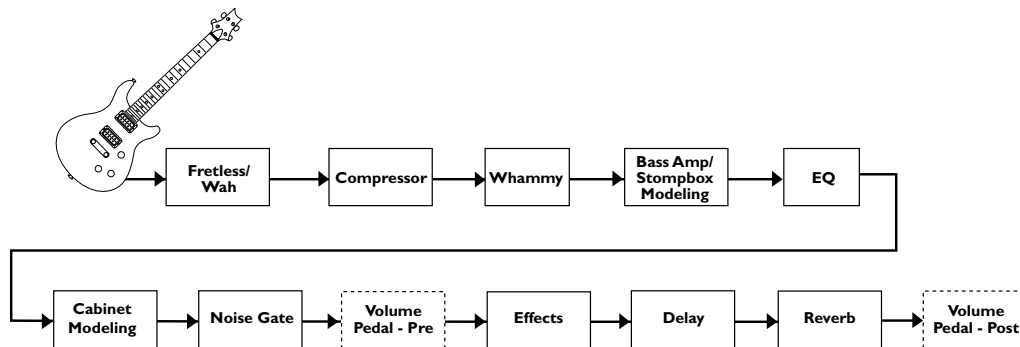 Fretless/
Wah
Compressor
Whammy
Bass Amp/
Stompbox
Modeling
EQ
Cabinet
Modeling
Noise Gate
Volume
Pedal - Pre
Effects
Delay
Reverb
Volume
Pedal - Post